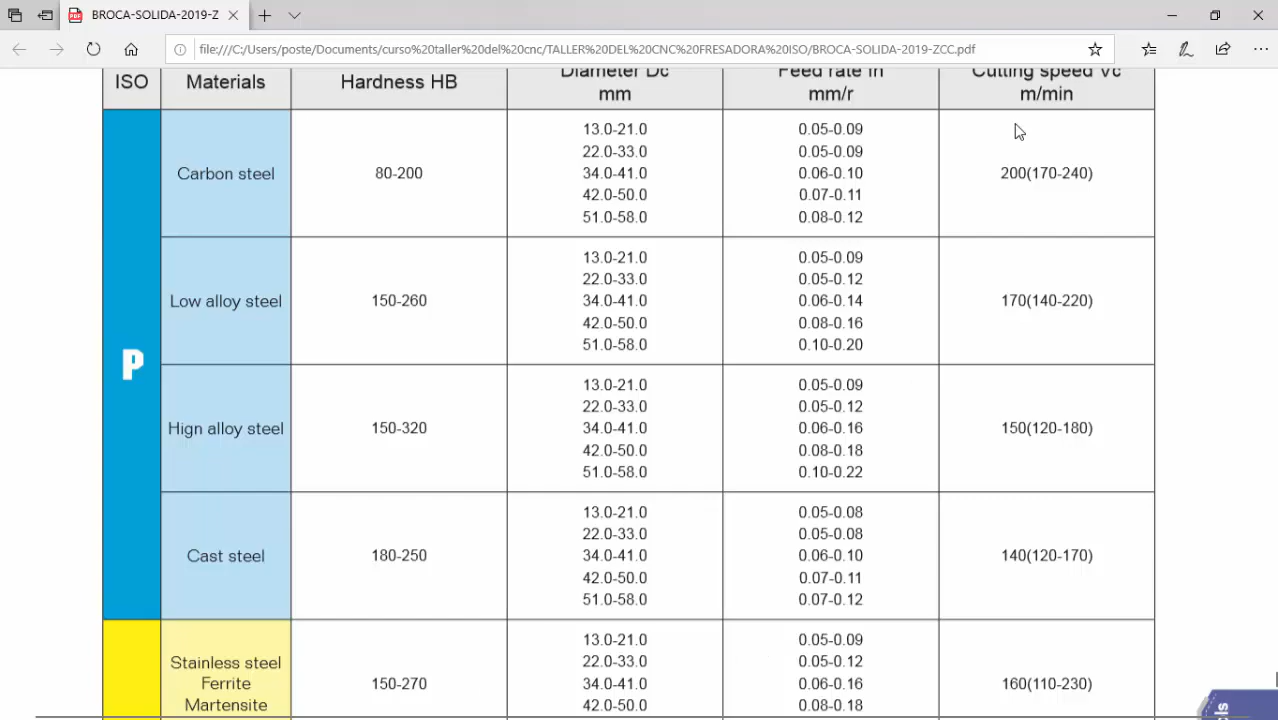 BROCA-SOLIDA-2019-Z
file:///C:/Users/poste/Documents/curso%20taller%20del%20cnc/TALLER%20DEL%20CNC%20FRESADORA%20ISO/BROCA-SOLIDA-2019-ZCC.pdf
ISO Materials Hardness HB Diameter Dc mm Feed rate fn mm/r Cutting speed Vc m/min
P
Carbon steel 80-200 200(170-240)
13.0-21.0 0.05-0.09
22.0-33.0 0.05-0.09
34.0-41.0 0.06-0.10
42.0-50.0 0.07-0.11
51.0-58.0 0.08-0.12
Low alloy steel 150-260 170(140-220)
13.0-21.0 0.05-0.09
22.0-33.0 0.05-0.12
34.0-41.0 0.06-0.14
42.0-50.0 0.08-0.16
51.0-58.0 0.10-0.20
Hign alloy steel 150-320 150(120-180)
13.0-21.0 0.05-0.09
22.0-33.0 0.05-0.12
34.0-41.0 0.06-0.16
42.0-50.0 0.08-0.18
51.0-58.0 0.10-0.22
Cast steel 180-250 140(120-170)
13.0-21.0 0.05-0.08
22.0-33.0 0.05-0.08
34.0-41.0 0.06-0.10
42.0-50.0 0.07-0.11
51.0-58.0 0.07-0.12
Stainless steel
Ferrite
Martensite
150-270 160(110-230)
13.0-21.0 0.05-0.09
22.0-33.0 0.05-0.12
34.0-41.0 0.06-0.16
42.0-50.0 0.08-0.18